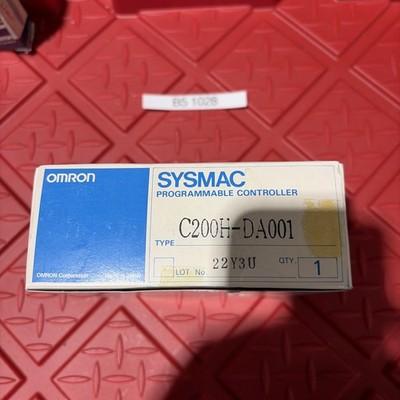 BS 1028
OMRON
SYSMAC
PROGRAMMABLE CONTROLLER
TYPE C200H-DA001
LOT No. 22Y3U QTY. 1
OMRON Corporation